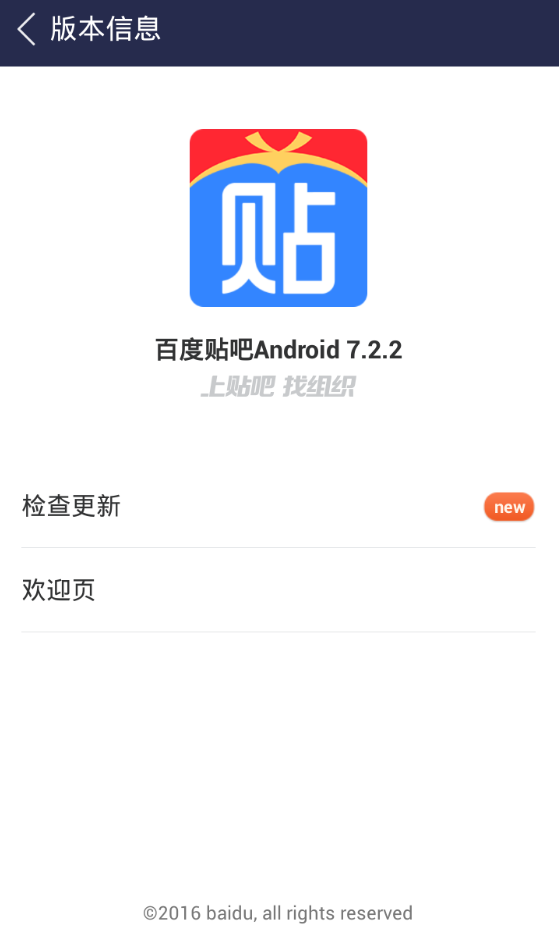 版本信息
贴
百度贴吧Android 7.2.2
上贴吧 找组织
检查更新
new
欢迎页
©2016 baidu, all rights reserved